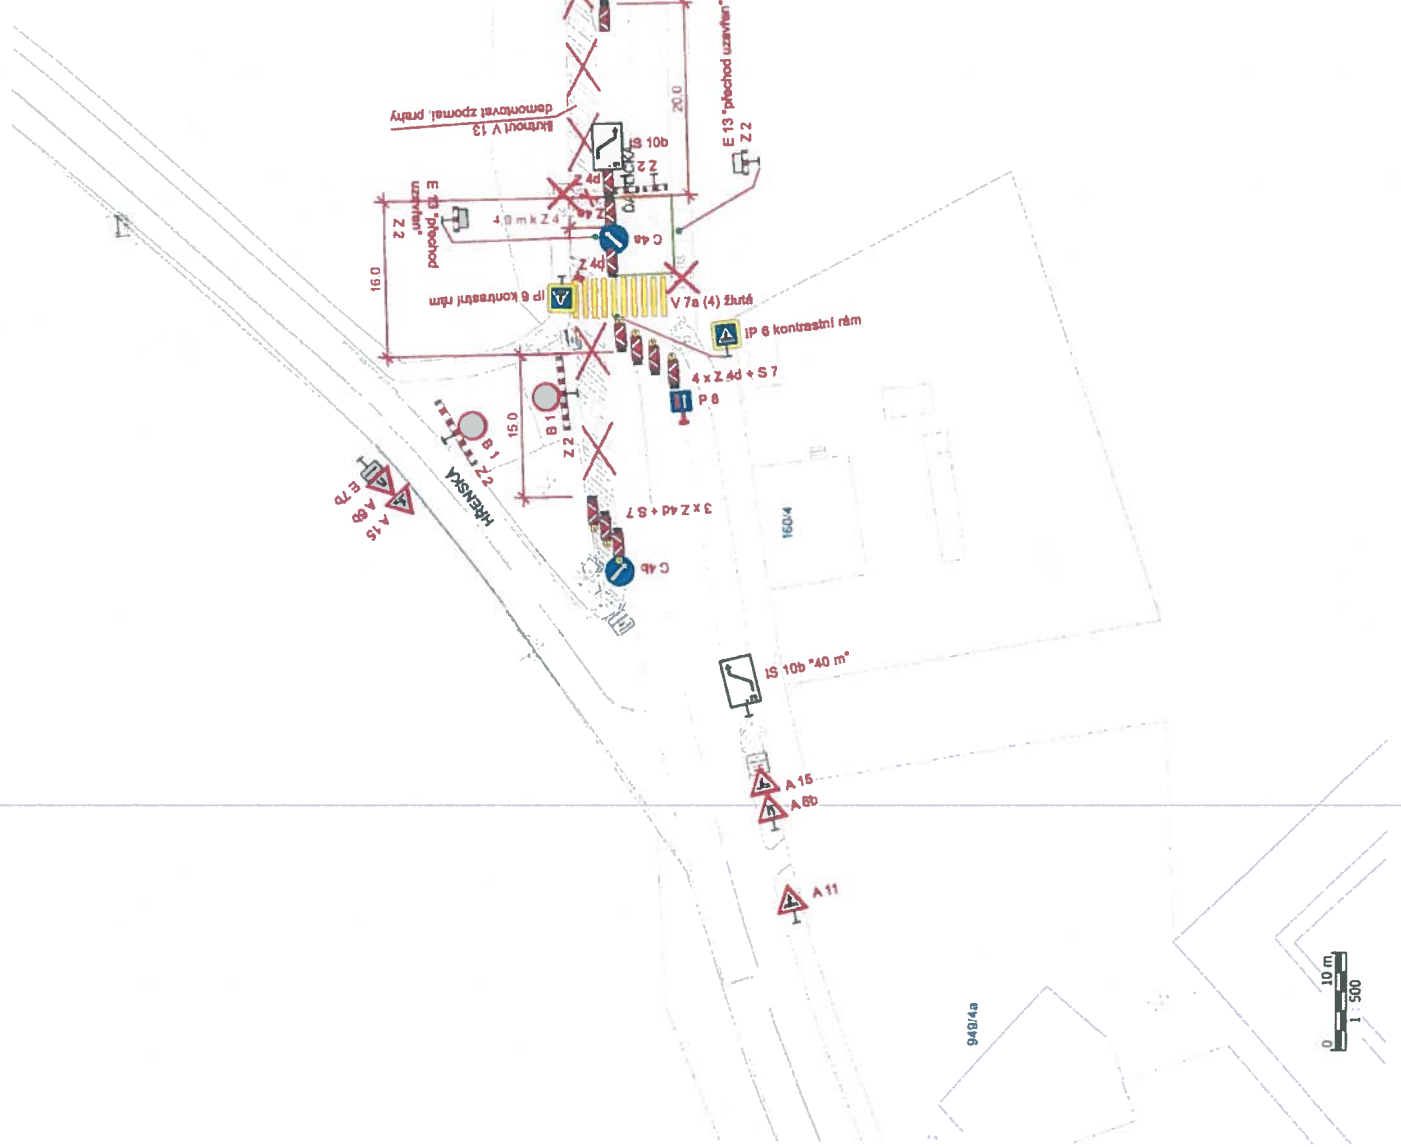 demontovat zpomal. prahy
škrtnout V 13
20.0
E 13 "přechod uzavřen"
Z 2
IS 10b
Z 2
Z 4d
E 13 "přechod
uzavřen"
Z 2
4.0 m k Z 4
C 4a
Z 4d
16.0
IP 6 kontrastní rám
V 7a (4) žlutá
IP 6 kontrastní rám
4 x Z 4d + S 7
P 8
15.0
B 1
Z 2
B 1
Z 2
HŘENSKÁ
E 7b
A 6b
A 15
3 x Z 4d + S 7
C 4b
160/4
IS 10b "40 m"
A 15
A 6b
A 11
949/4a
0
10 m
1 : 500